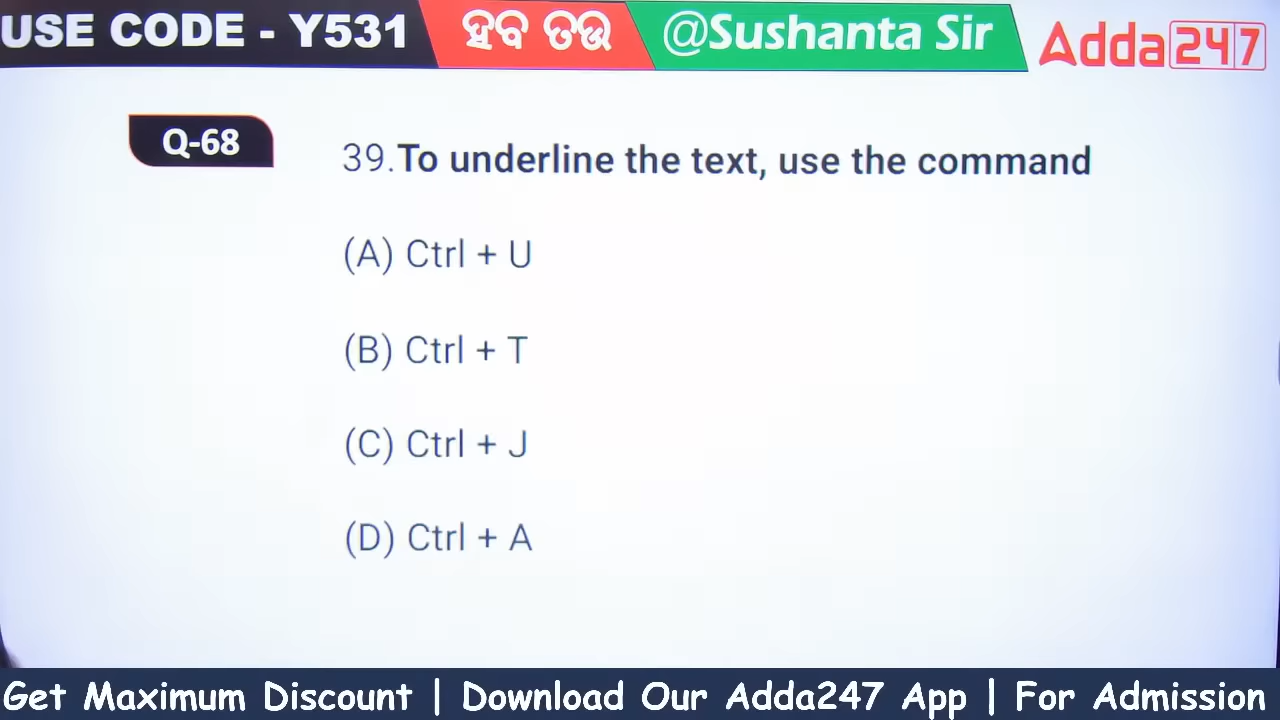 USE CODE - Y531
ହବ ତଉ
@Sushanta Sir
Adda247
Q-68
39.To underline the text, use the command
(A) Ctrl + U
(B) Ctrl + T
(C) Ctrl + J
(D) Ctrl + A
Get Maximum Discount | Download Our Adda247 App | For Admission